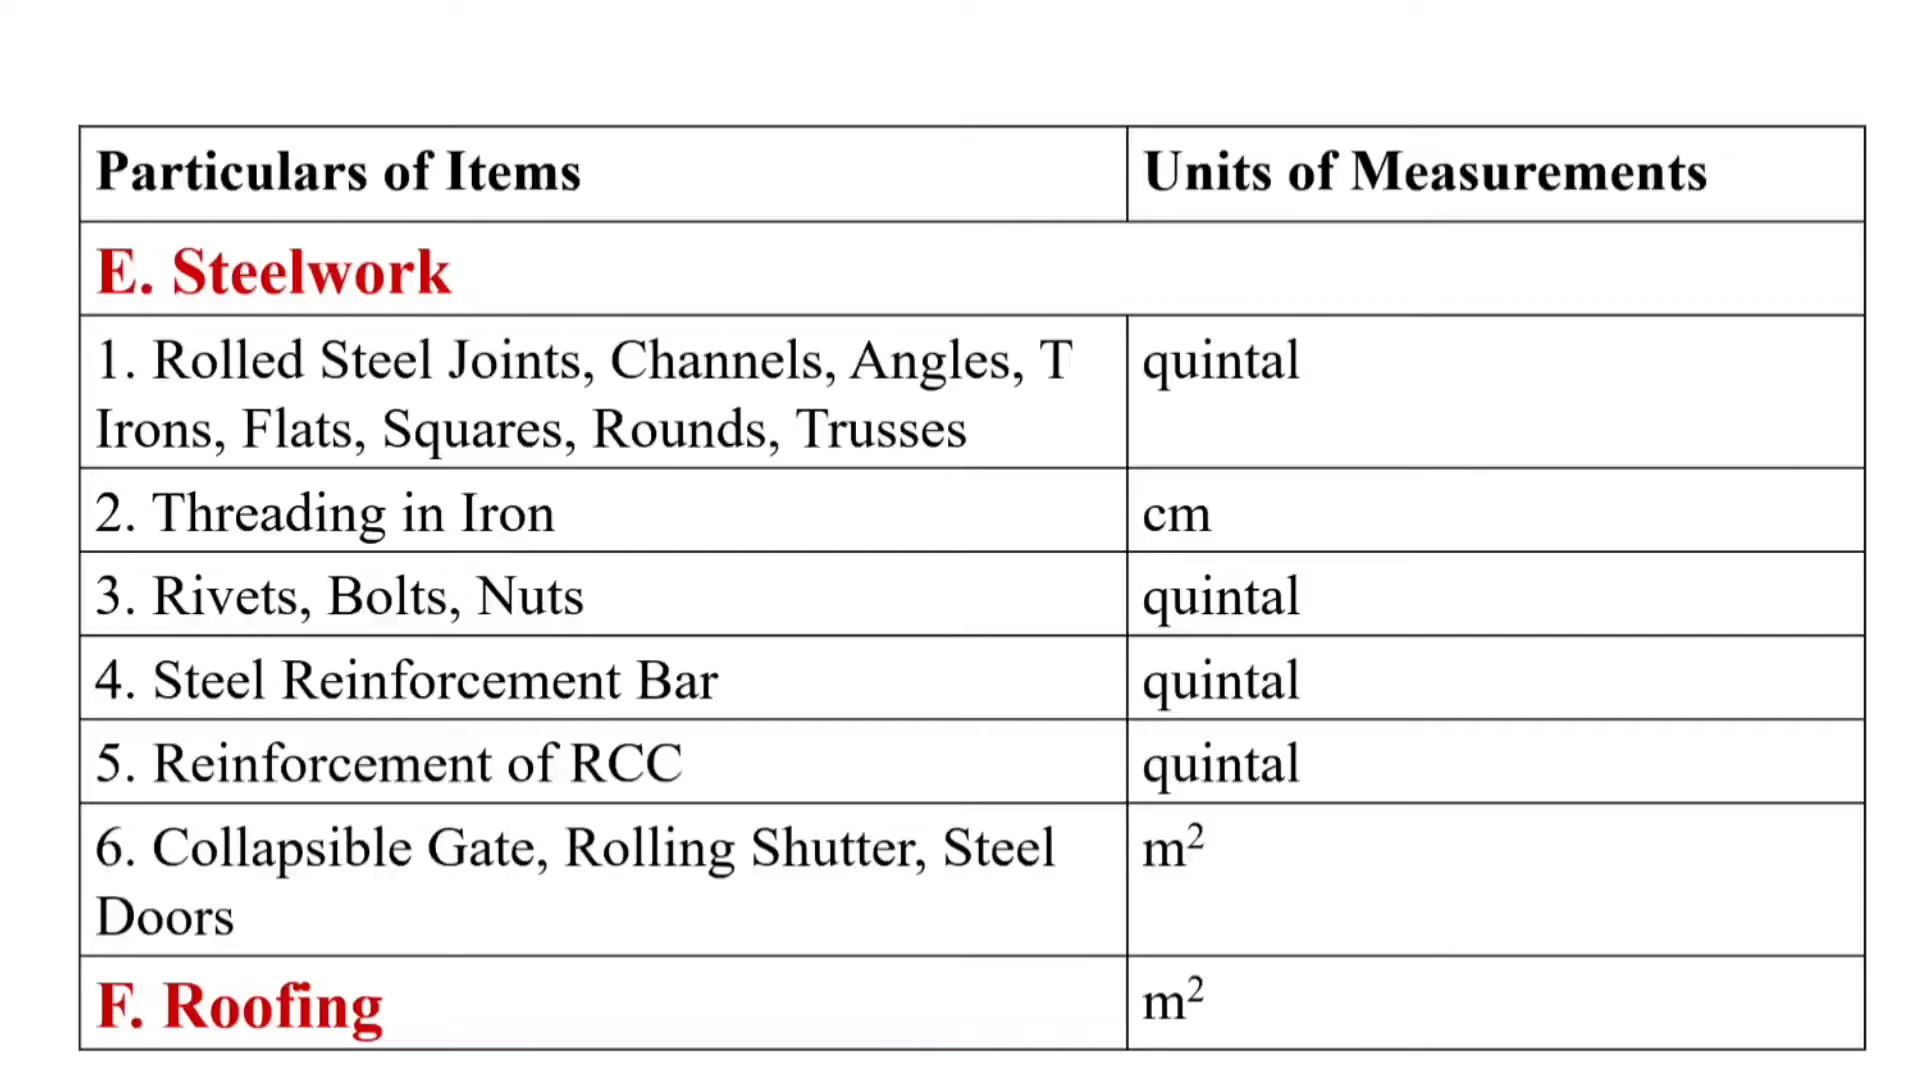 Particulars of Items
Units of Measurements
E. Steelwork
1. Rolled Steel Joints, Channels, Angles, T
Irons, Flats, Squares, Rounds, Trusses
quintal
2. Threading in Iron
cm
3. Rivets, Bolts, Nuts
quintal
4. Steel Reinforcement Bar
quintal
5. Reinforcement of RCC
quintal
6. Collapsible Gate, Rolling Shutter, Steel
Doors
m²
F. Roofing
m²